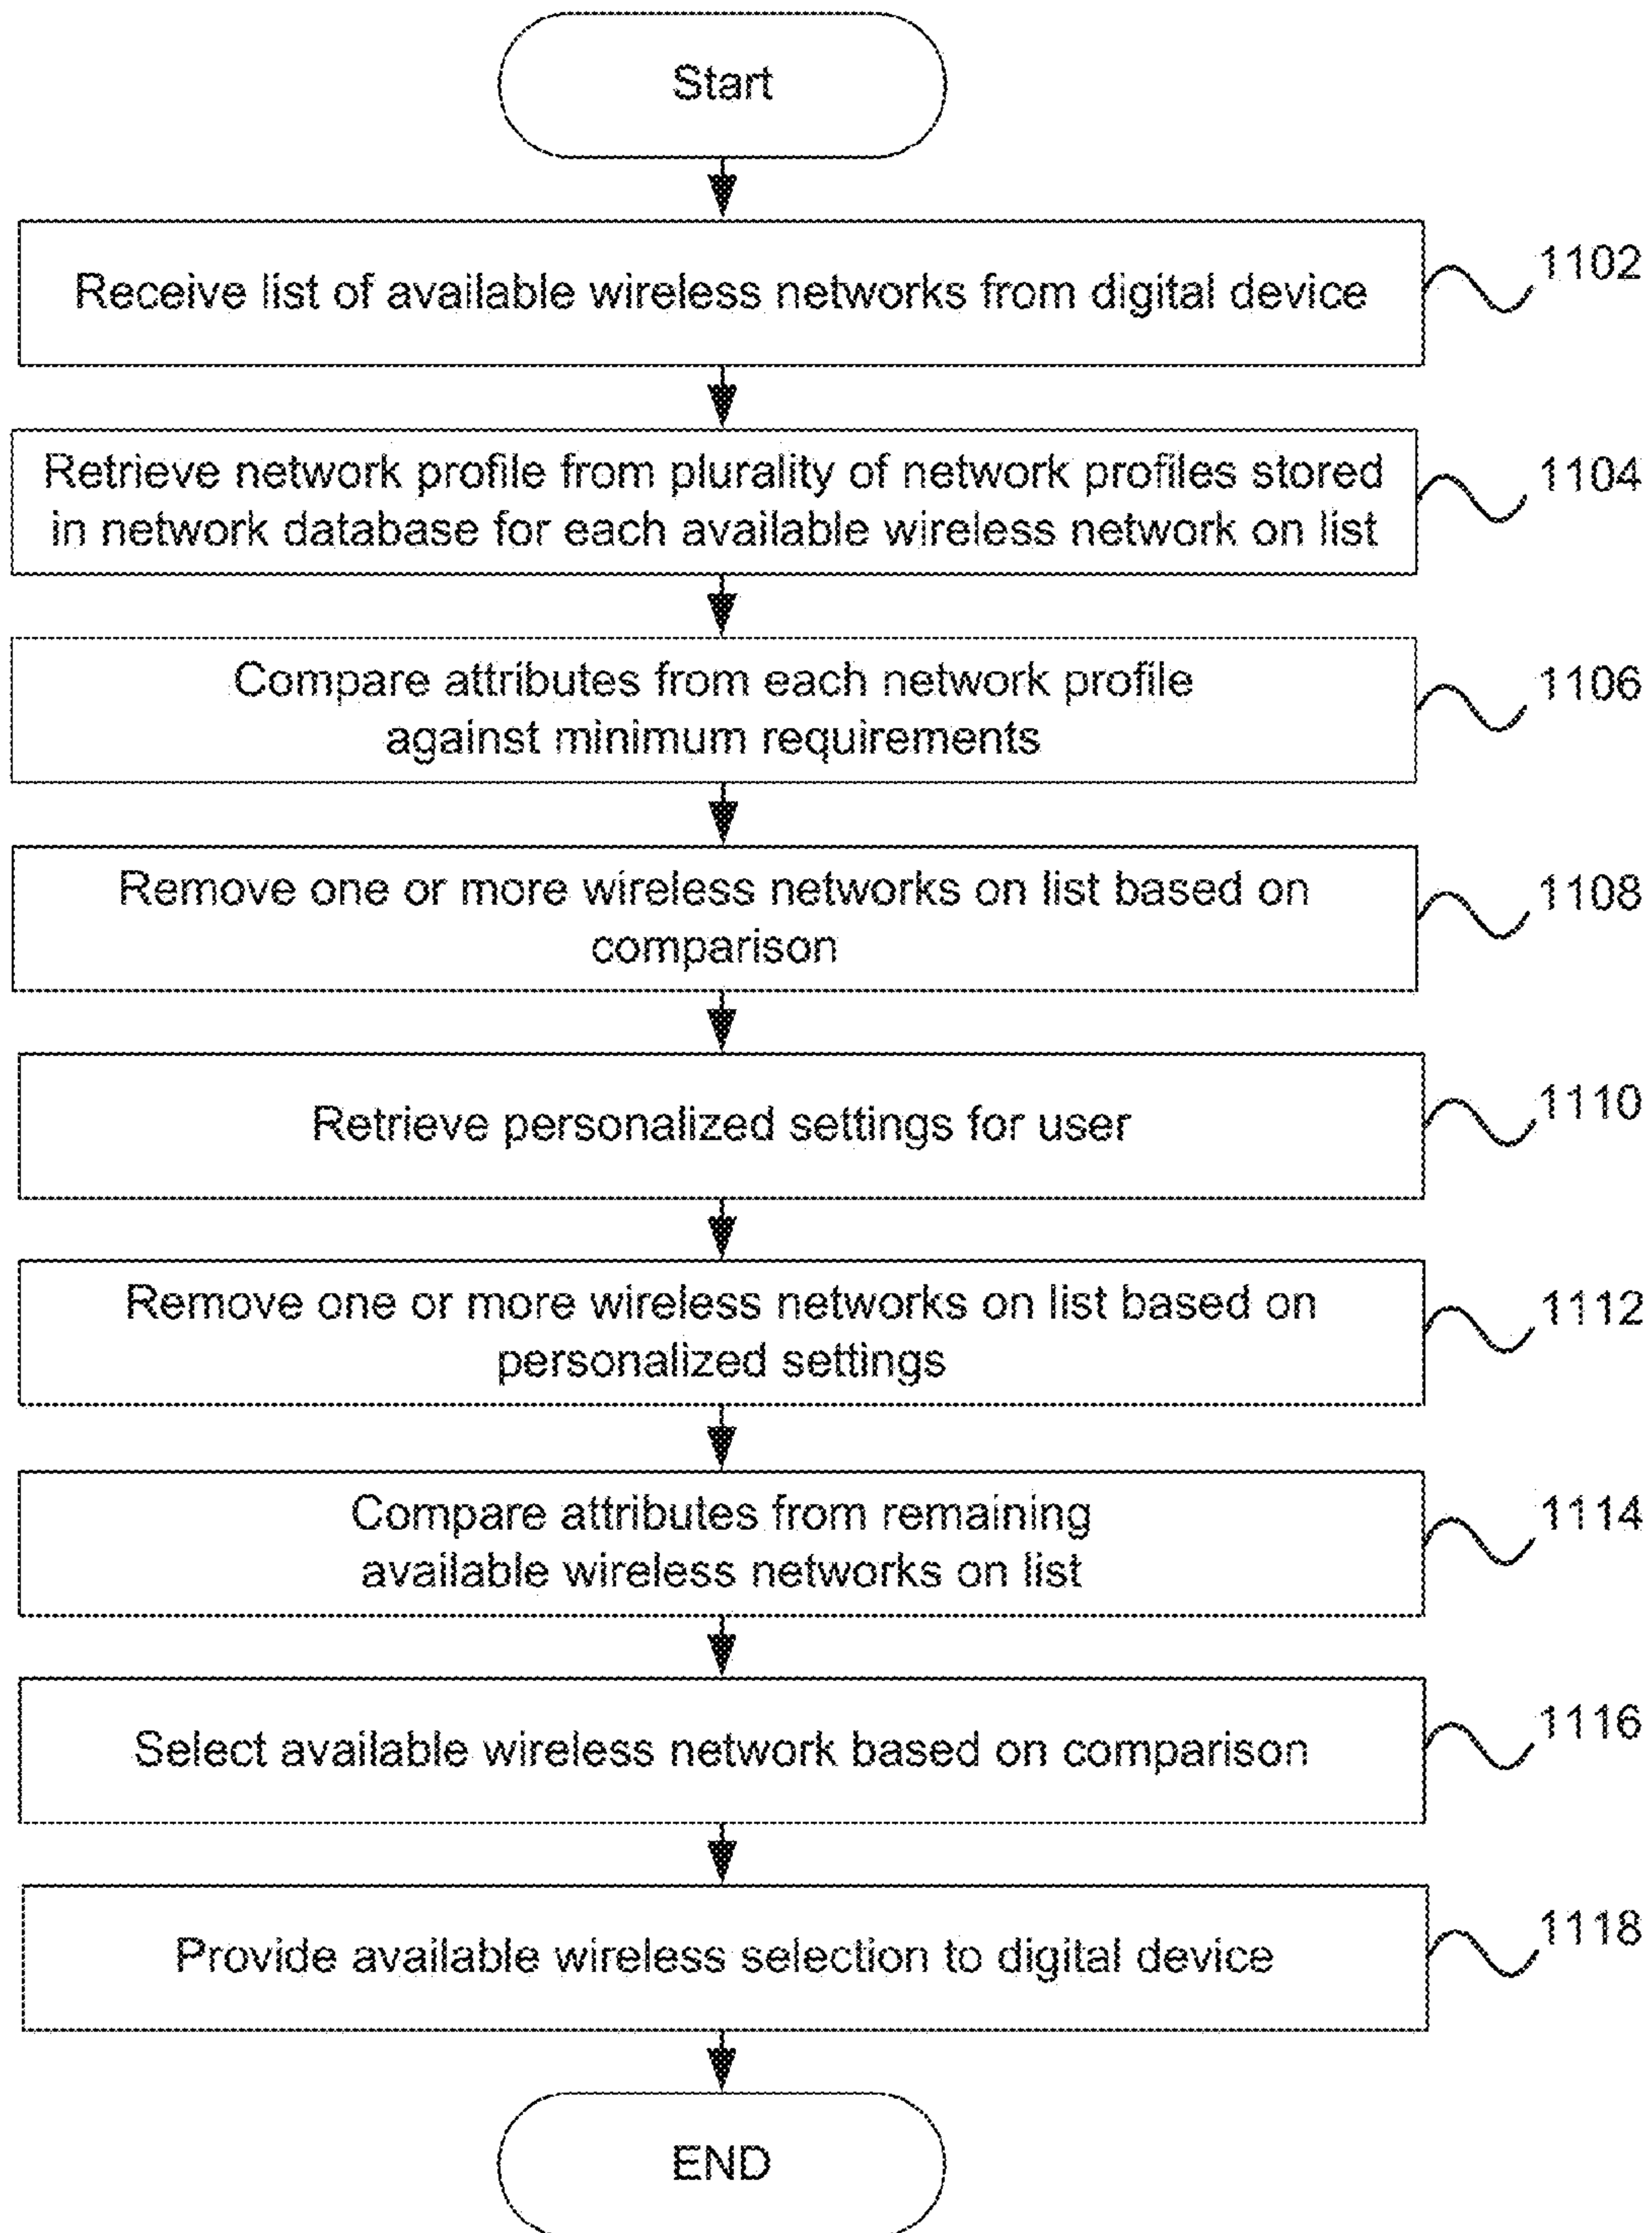 Start
Receive list of available wireless networks from digital device
1102
Retrieve network profile from plurality of network profiles stored
in network database for each available wireless network on list
1104
Compare attributes from each network profile
against minimum requirements
1106
Remove one or more wireless networks on list based on
comparison
1108
Retrieve personalized settings for user
1110
Remove one or more wireless networks on list based on
personalized settings
1112
Compare attributes from remaining
available wireless networks on list
1114
Select available wireless network based on comparison
1116
Provide available wireless selection to digital device
1118
END